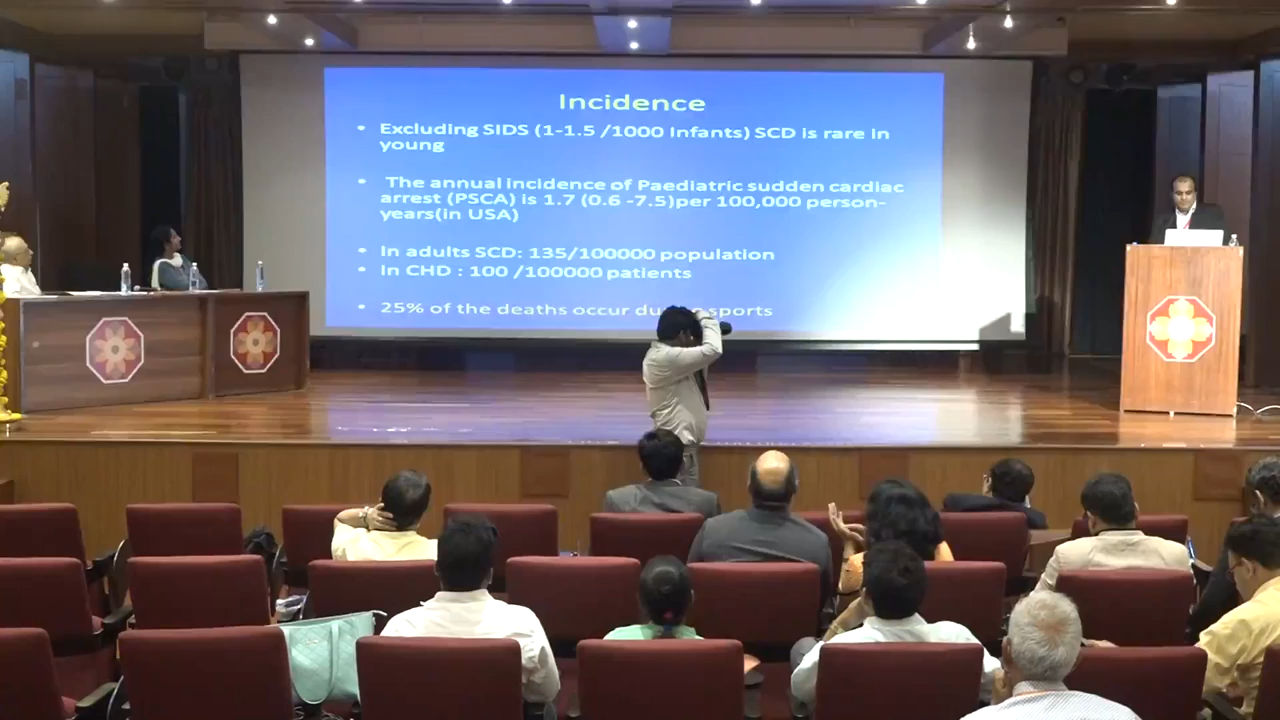 Incidence
• Excluding SIDS (1-1.5 /1000 Infants) SCD is rare in
young
• The annual incidence of Paediatric sudden cardiac
arrest (PSCA) is 1.7 (0.6 -7.5)per 100,000 person-
years(in USA)
• In adults SCD: 135/100000 population
• In CHD : 100 /100000 patients
• 25% of the deaths occur sports